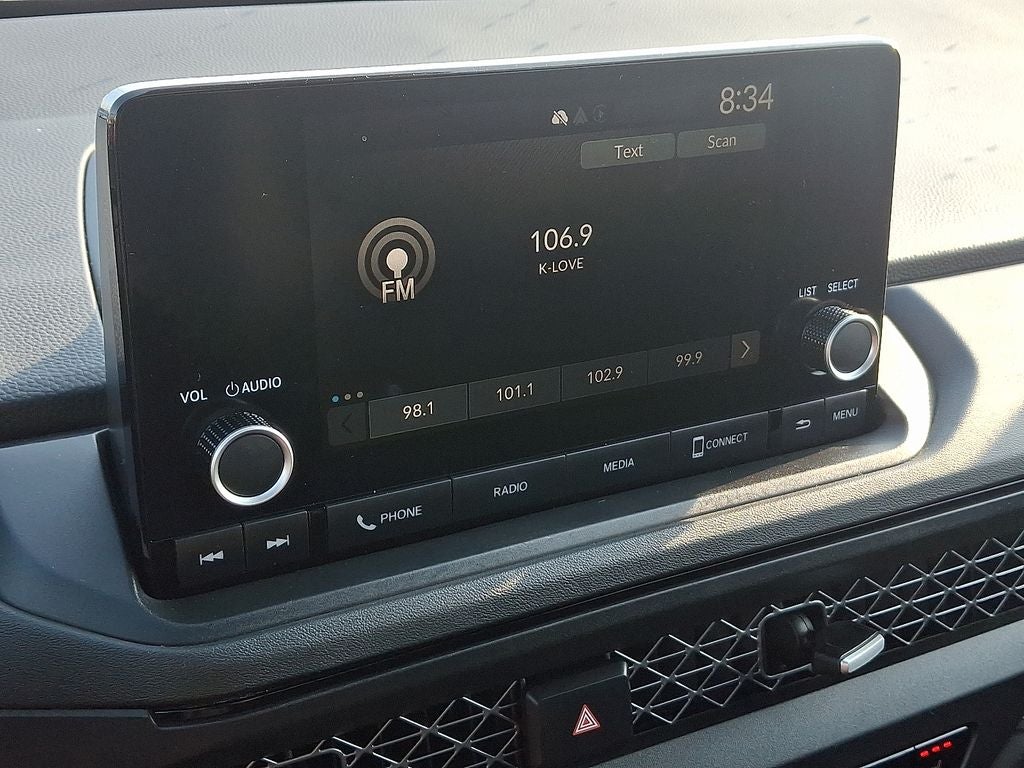 8:34
Text Scan
106.9
K-LOVE
FM
LIST SELECT
VOL AUDIO
98.1 101.1 102.9 99.9
PHONE RADIO MEDIA CONNECT MENU